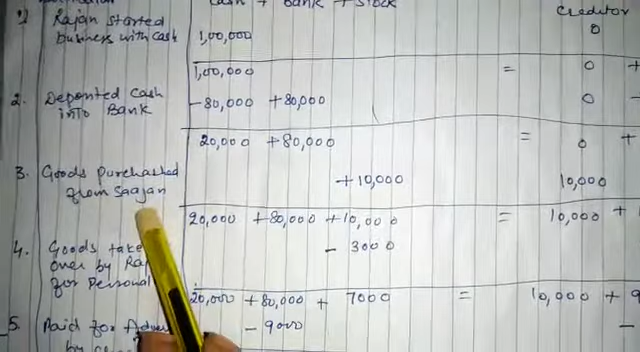 Cash + Bank + Stock
Creditor
1) Rajan started
business with cash 1,00,000 0
1,00,000 = 0 +
2. Deposited cash
into Bank -80,000 +80,000 0 -
20,000 +80,000 = 0 +
3. Goods purchased
from Saajan +10,000 10,000
20,000 +80,000 +10,000 = 10,000 +
4. Goods take
over by Raj - 3000
for Personal
20,000 +80,000 + 7000 = 10,000 + 9
5. Paid for - 9000 -